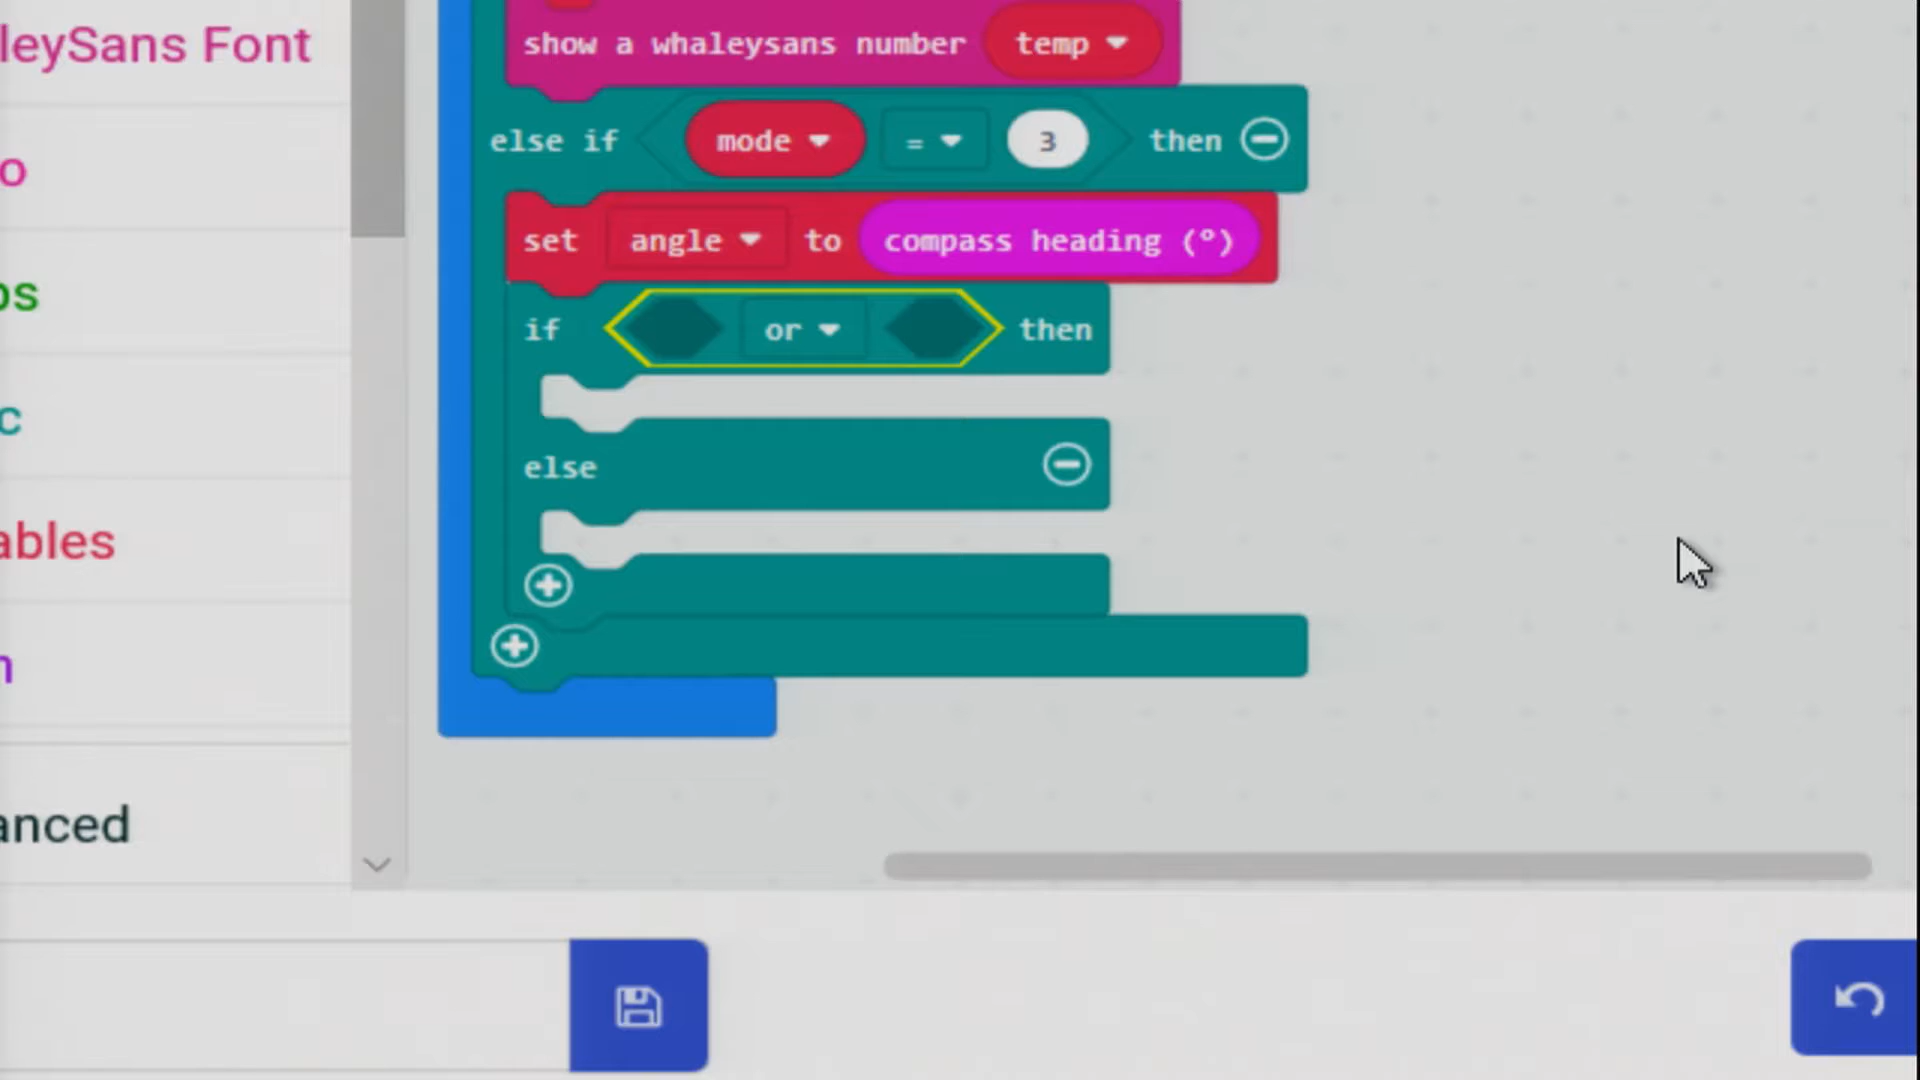 leySans Font
show a whaleysans number temp
o
else if mode = 3 then
set angle to compass heading (°)
ps
if or then
c
else
ables
n
anced